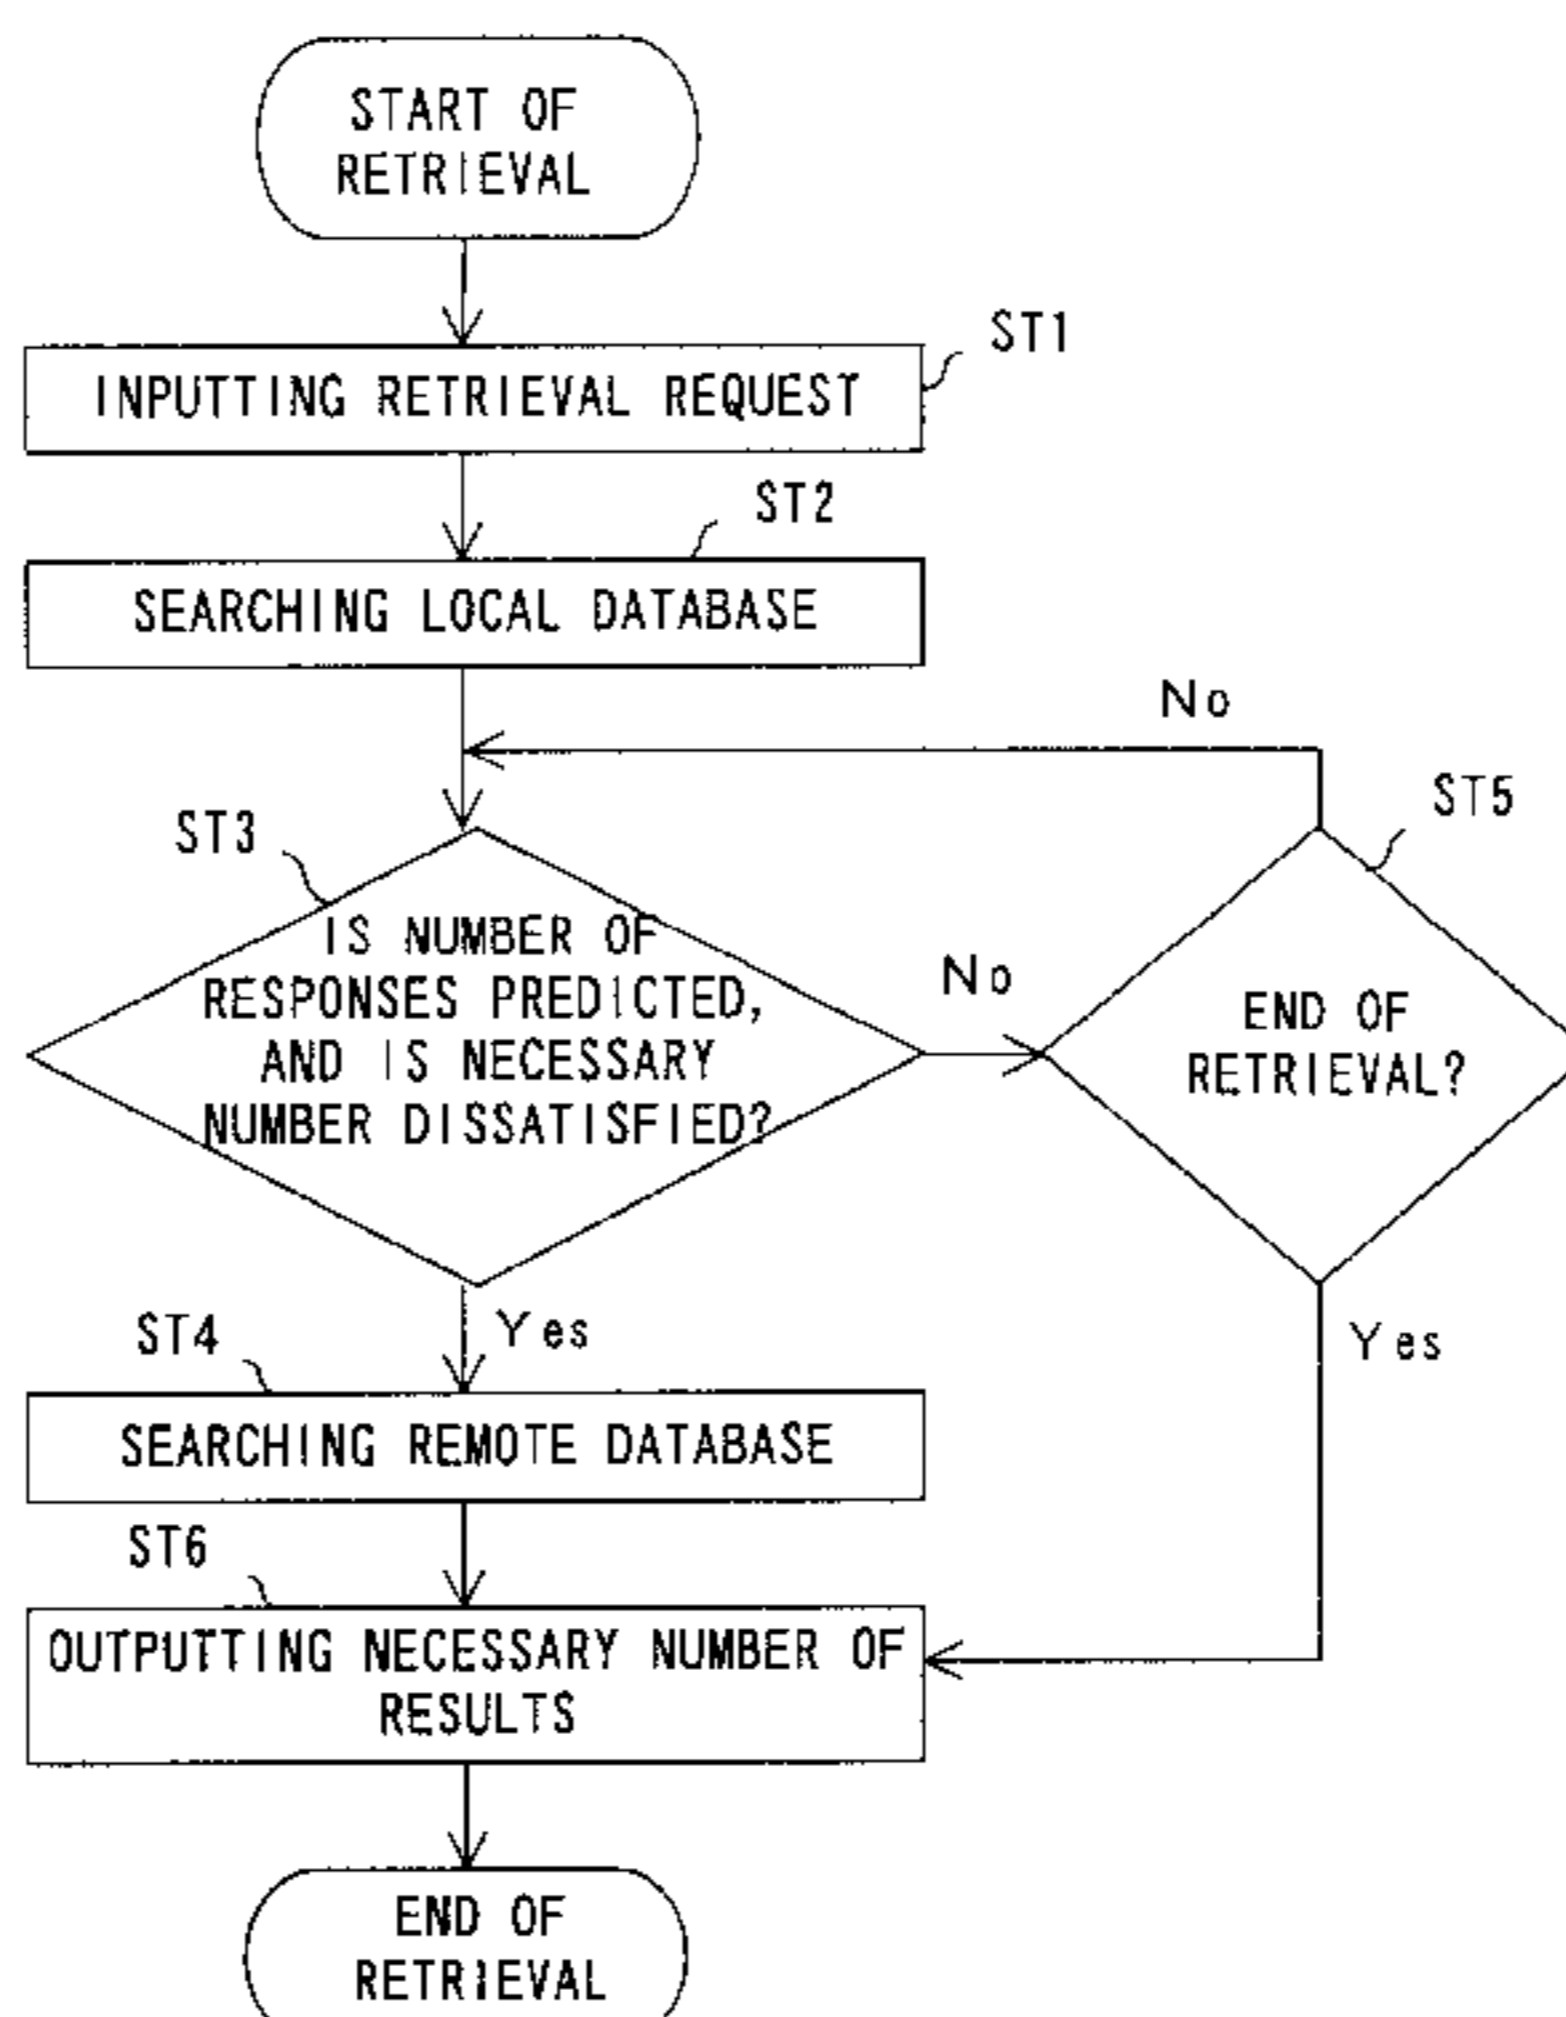 START OF
RETRIEVAL
ST1
INPUTTING RETRIEVAL REQUEST
ST2
SEARCHING LOCAL DATABASE
No
ST5
ST3
IS NUMBER OF
RESPONSES PREDICTED,
AND IS NECESSARY
NUMBER DISSATISFIED?
No
END OF
RETRIEVAL?
ST4
Yes
Yes
SEARCHING REMOTE DATABASE
ST6
OUTPUTTING NECESSARY NUMBER OF
RESULTS
END OF
RETRIEVAL